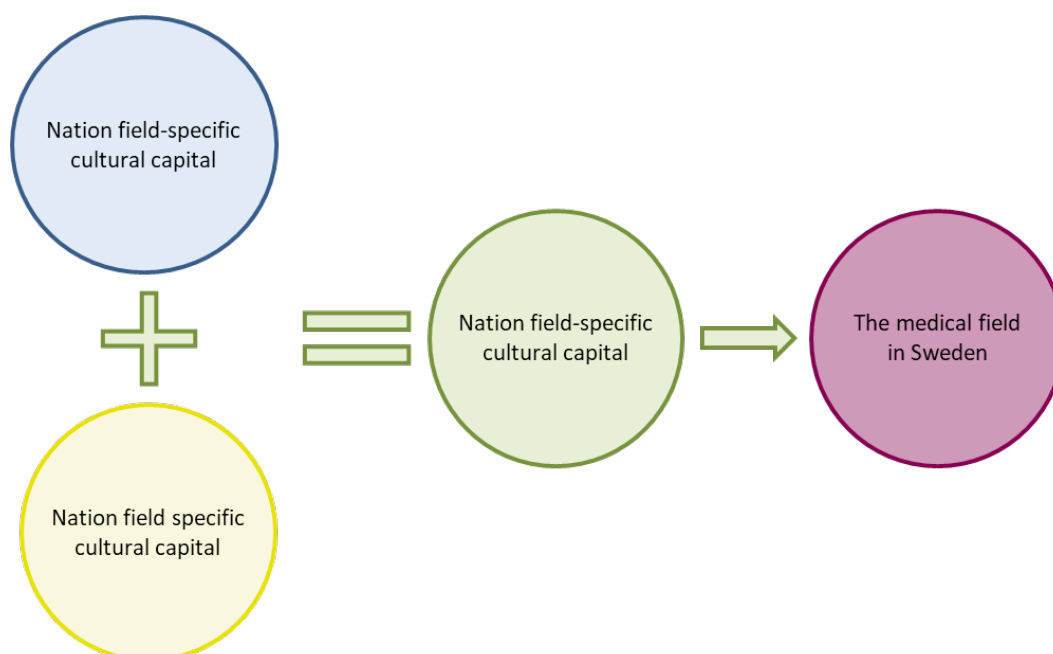 Nation field-specific
cultural capital
Nation field specific
cultural capital
Nation field-specific
cultural capital
The medical field
in Sweden